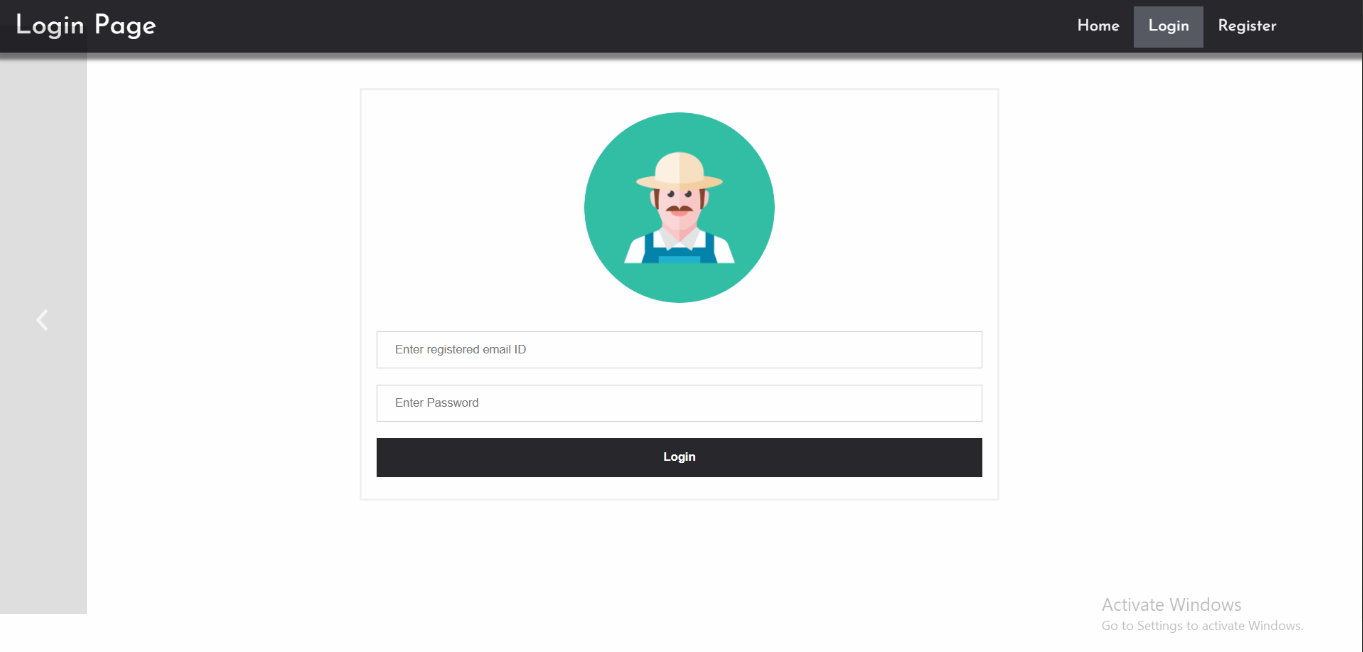 Login Page
Home
Login
Register
Enter registered email ID
Enter Password
Login
Activate Windows
Go to Settings to activate Windows.